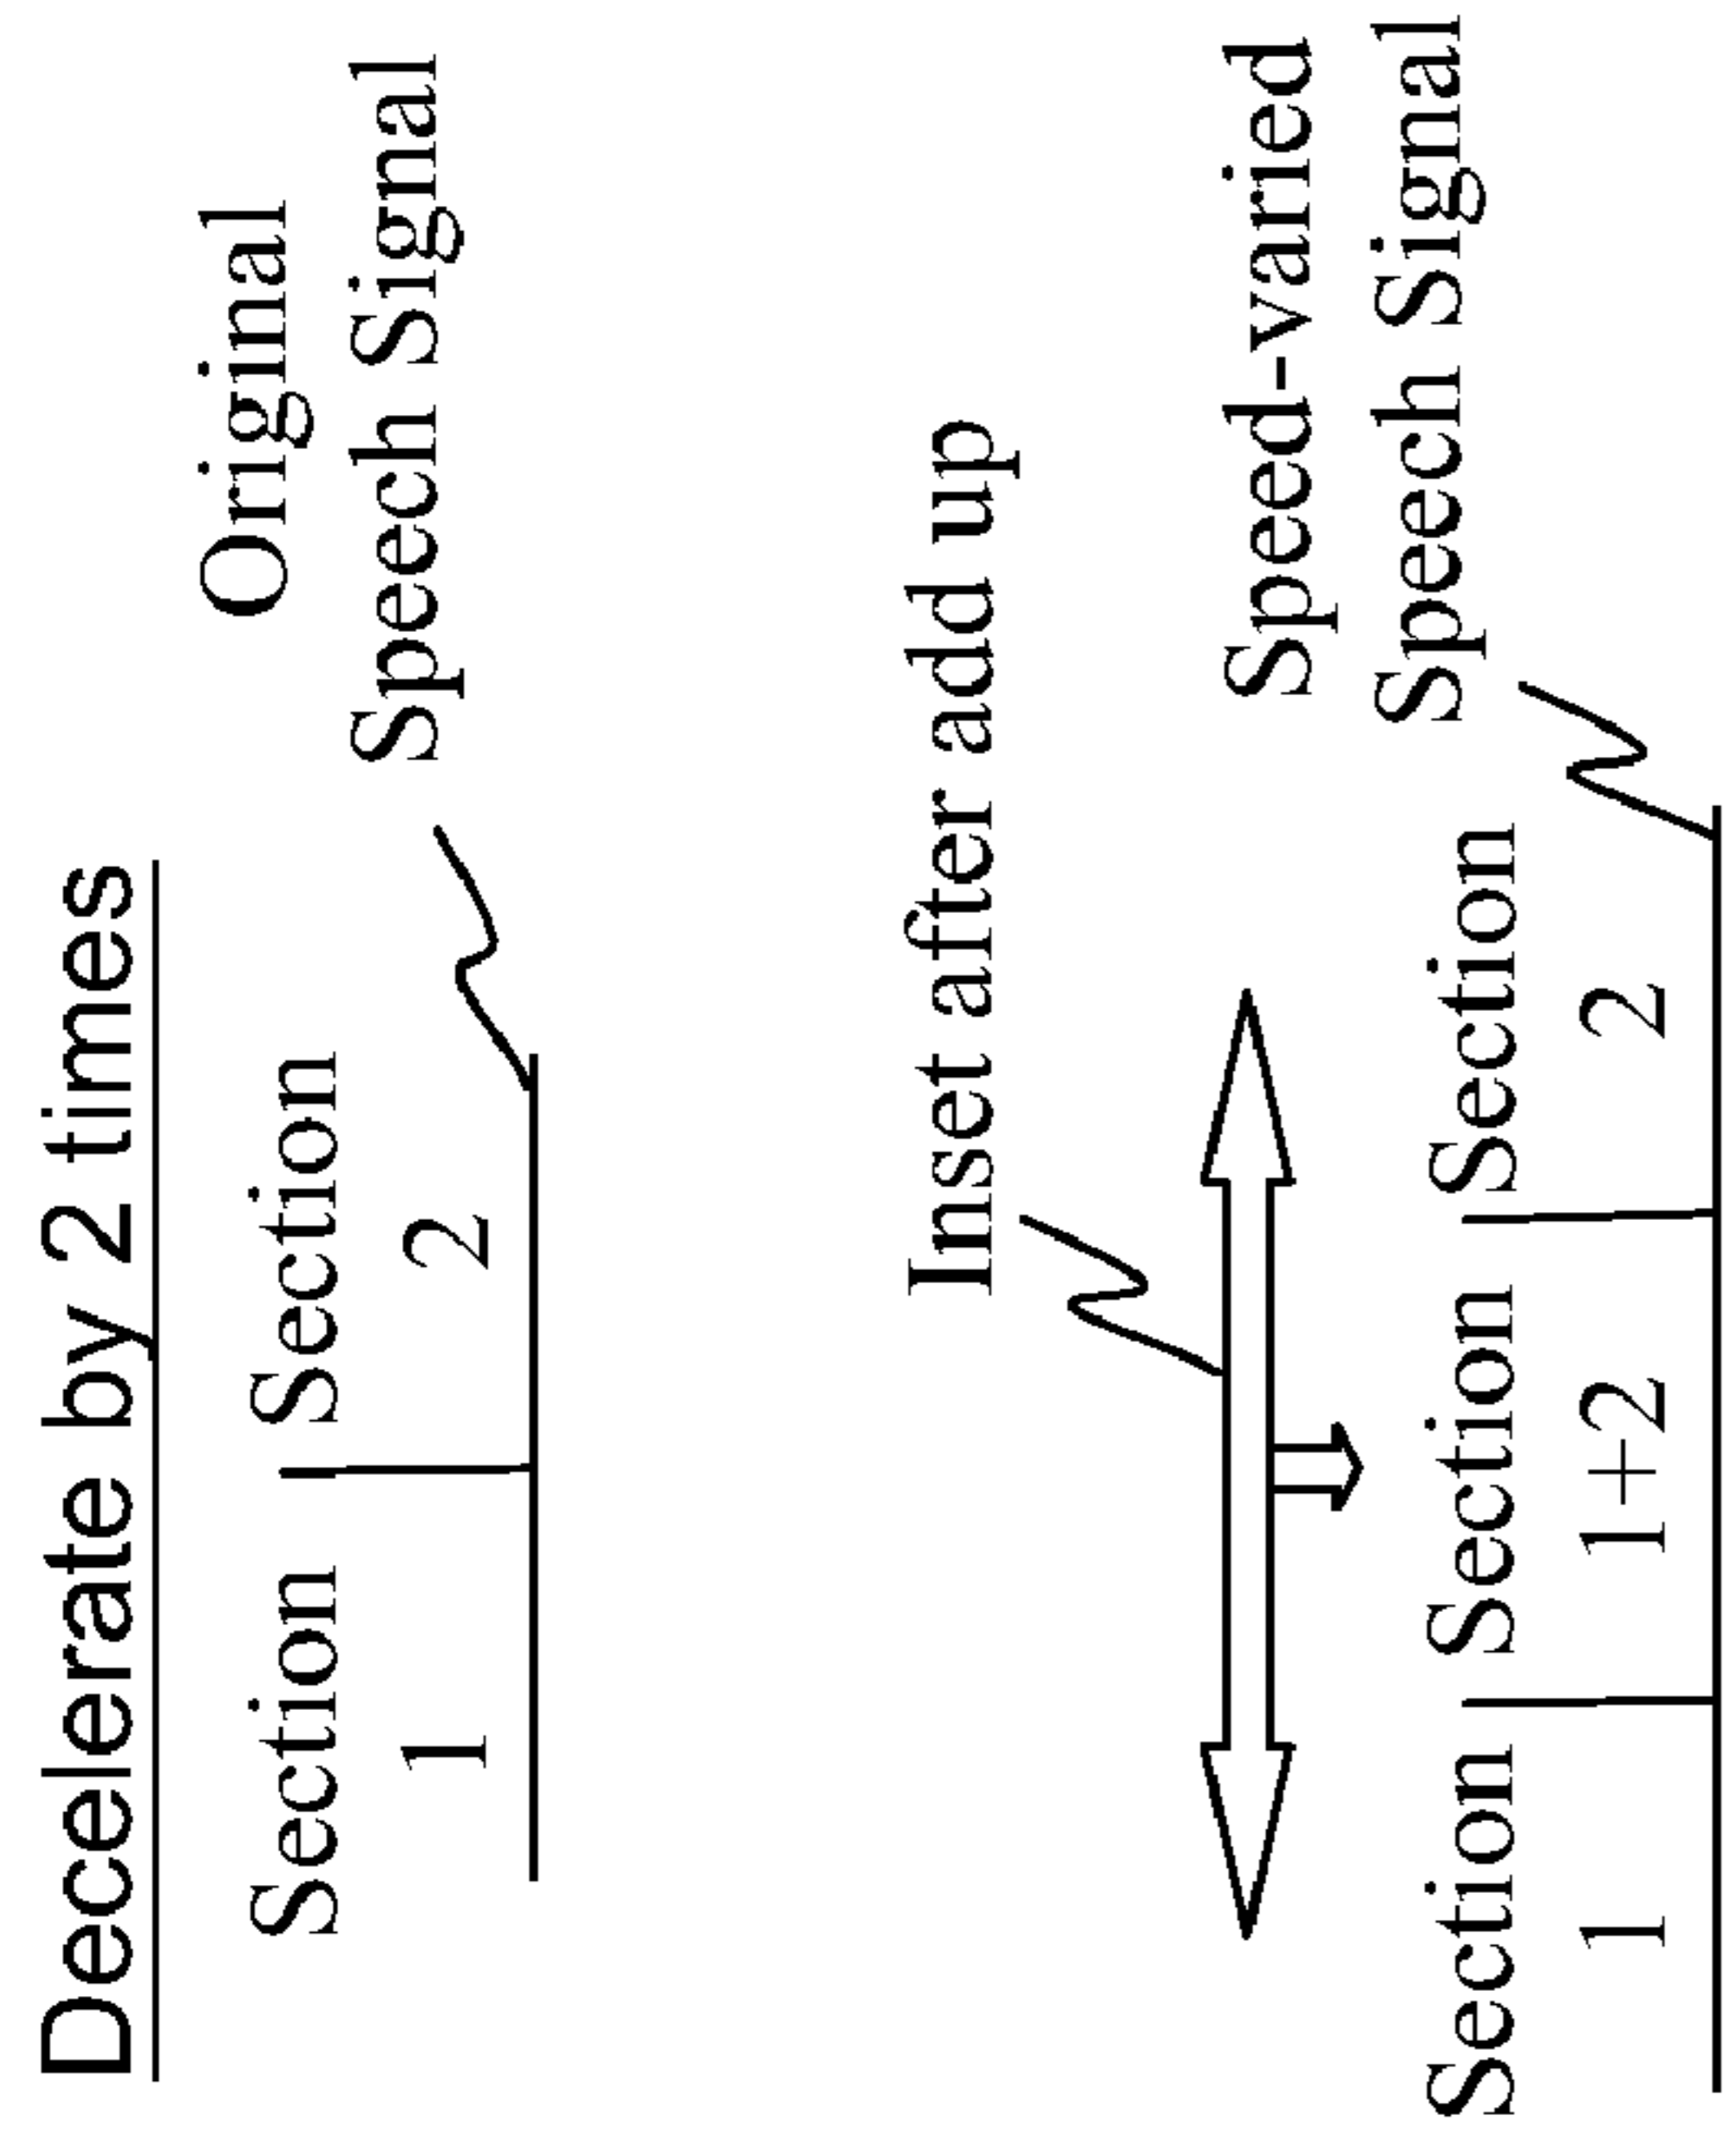 Decelerate by 2 times
Original
Speech Signal
Section Section
1 2
Inset after add up
Speed-varied
Speech Signal
Section Section Section
1 1+2 2